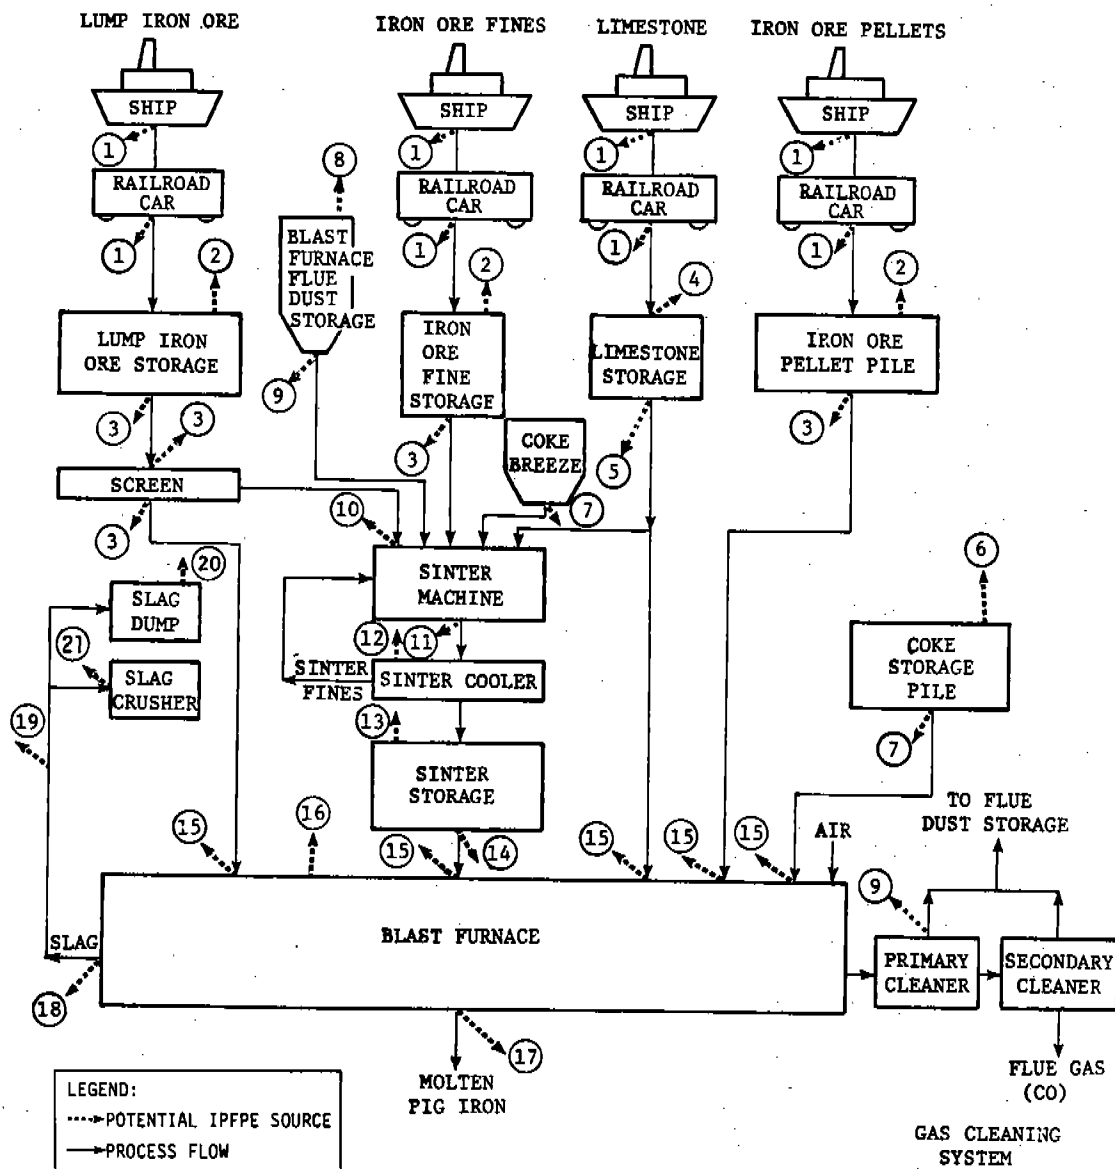 LUMP IRON ORE
IRON ORE FINES
LIMESTONE
IRON ORE PELLETS
SHIP
SHIP
SHIP
SHIP
1
1
1
1
8
RAILROAD
CAR
RAILROAD
CAR
RAILROAD
CAR
RAILROAD
CAR
1
2
1
2
1
4
1
2
BLAST
FURNACE
FLUE
DUST
STORAGE
LUMP IRON
ORE STORAGE
IRON
ORE
FINE
STORAGE
LIMESTONE
STORAGE
IRON ORE
PELLET PILE
9
3
3
3
5
3
COKE
BREEZE
SCREEN
7
10
3
20
6
SINTER
MACHINE
SLAG
DUMP
12
11
21
SLAG
CRUSHER
SINTER
FINES
SINTER COOLER
COKE
STORAGE
PILE
19
13
7
SINTER
STORAGE
TO FLUE
DUST STORAGE
AIR
15
16
15
14
15
15
15
9
BLAST FURNACE
SLAG
PRIMARY
CLEANER
SECONDARY
CLEANER
18
17
MOLTEN
PIG IRON
FLUE GAS
(CO)
LEGEND:
POTENTIAL IPFPE SOURCE
PROCESS FLOW
GAS CLEANING
SYSTEM